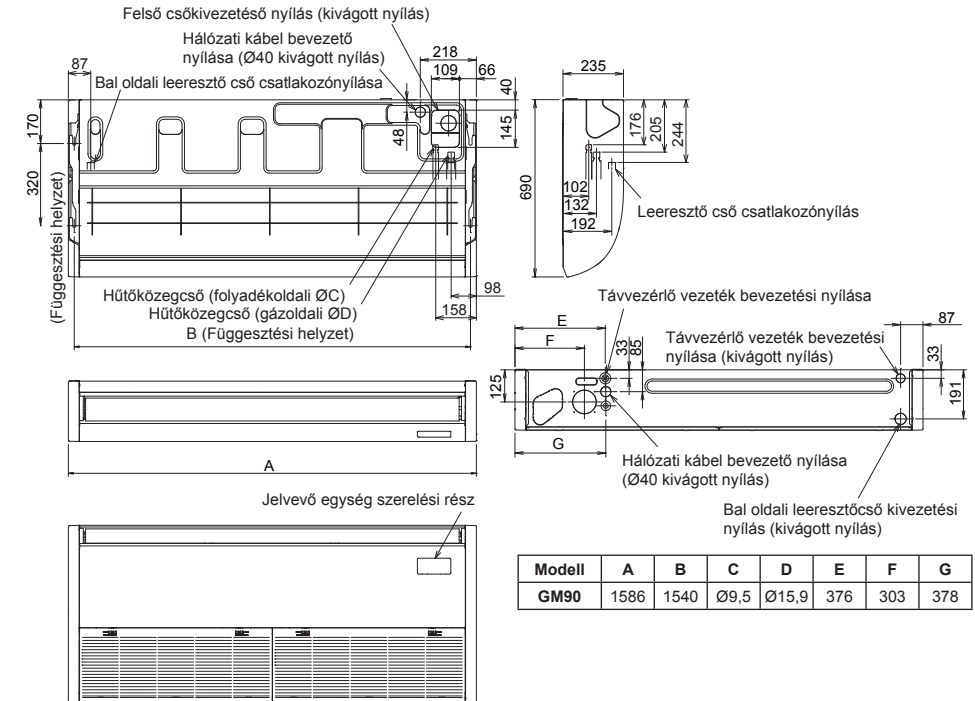 Felső csőkivezetéső nyílás (kivágott nyílás)
Hálózati kábel bevezető
nyílása (Ø40 kivágott nyílás)
Bal oldali leeresztő cső csatlakozónyílása
87
218
109
66
40
145
48
170
320
(Függesztési helyzet)
Hűtőközegcső (folyadékoldali ØC)
Hűtőközegcső (gázoldali ØD)
B (Függesztési helyzet)
98
158
235
690
176
205
244
102
132
192
Leeresztő cső csatlakozónyílás
A
Távvezérlő vezeték bevezetési nyílása
E
F
33
85
125
G
Távvezérlő vezeték bevezetési
nyílása (kivágott nyílás)
87
33
191
Hálózati kábel bevezető nyílása
(Ø40 kivágott nyílás)
Bal oldali leeresztőcső kivezetési
nyílás (kivágott nyílás)
Jelvevő egység szerelési rész
Modell A B C D E F G
GM90 1586 1540 Ø9,5 Ø15,9 376 303 378